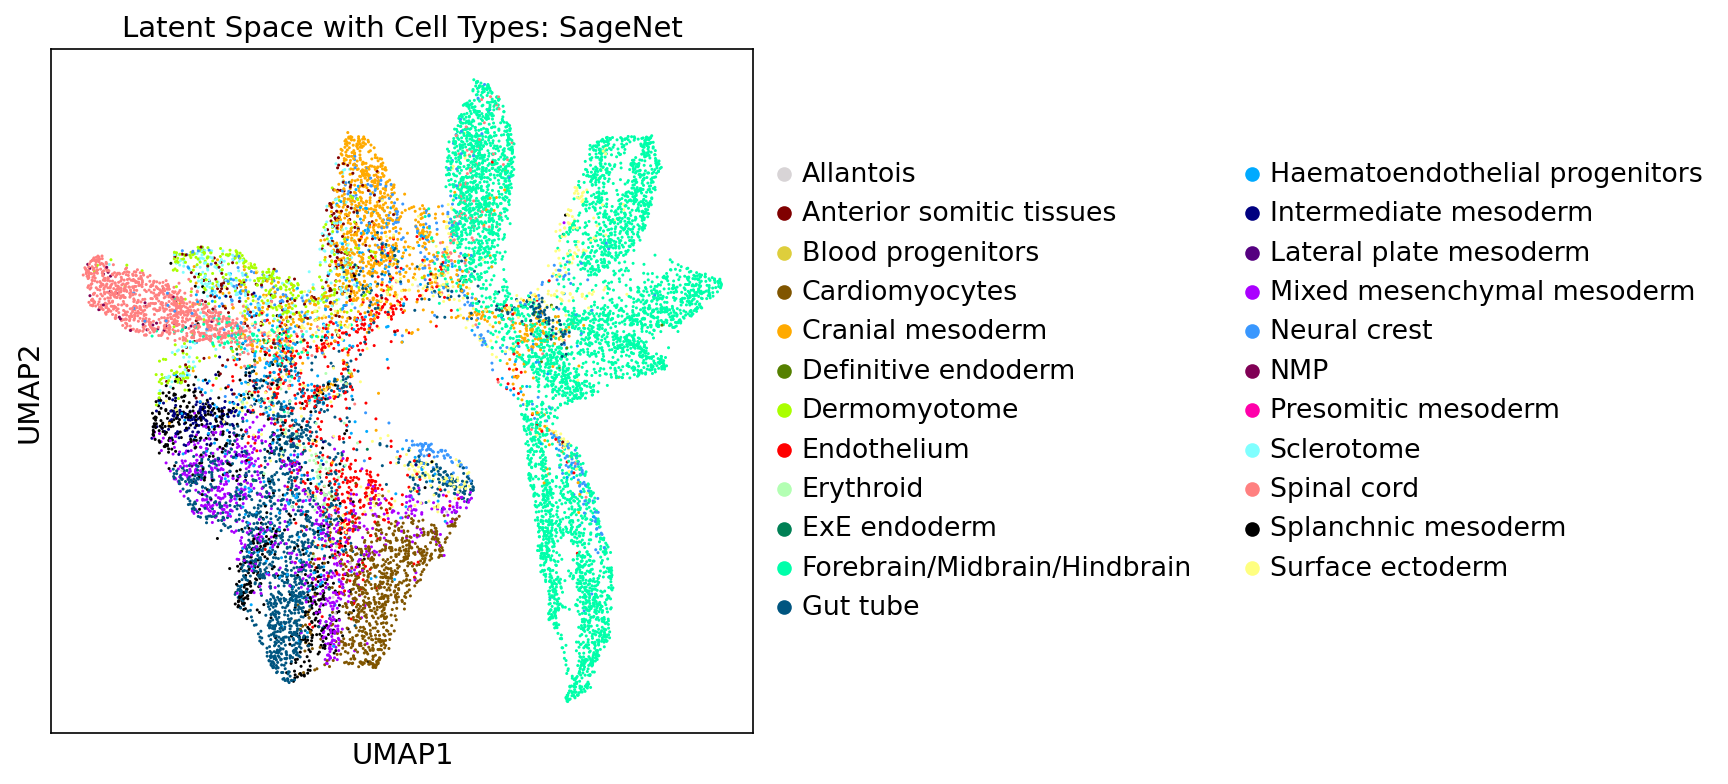 Latent Space with Cell Types: SageNet
UMAP2
UMAP1
Allantois
Anterior somitic tissues
Blood progenitors
Cardiomyocytes
Cranial mesoderm
Definitive endoderm
Dermomyotome
Endothelium
Erythroid
ExE endoderm
Forebrain/Midbrain/Hindbrain
Gut tube
Haematoendothelial progenitors
Intermediate mesoderm
Lateral plate mesoderm
Mixed mesenchymal mesoderm
Neural crest
NMP
Presomitic mesoderm
Sclerotome
Spinal cord
Splanchnic mesoderm
Surface ectoderm